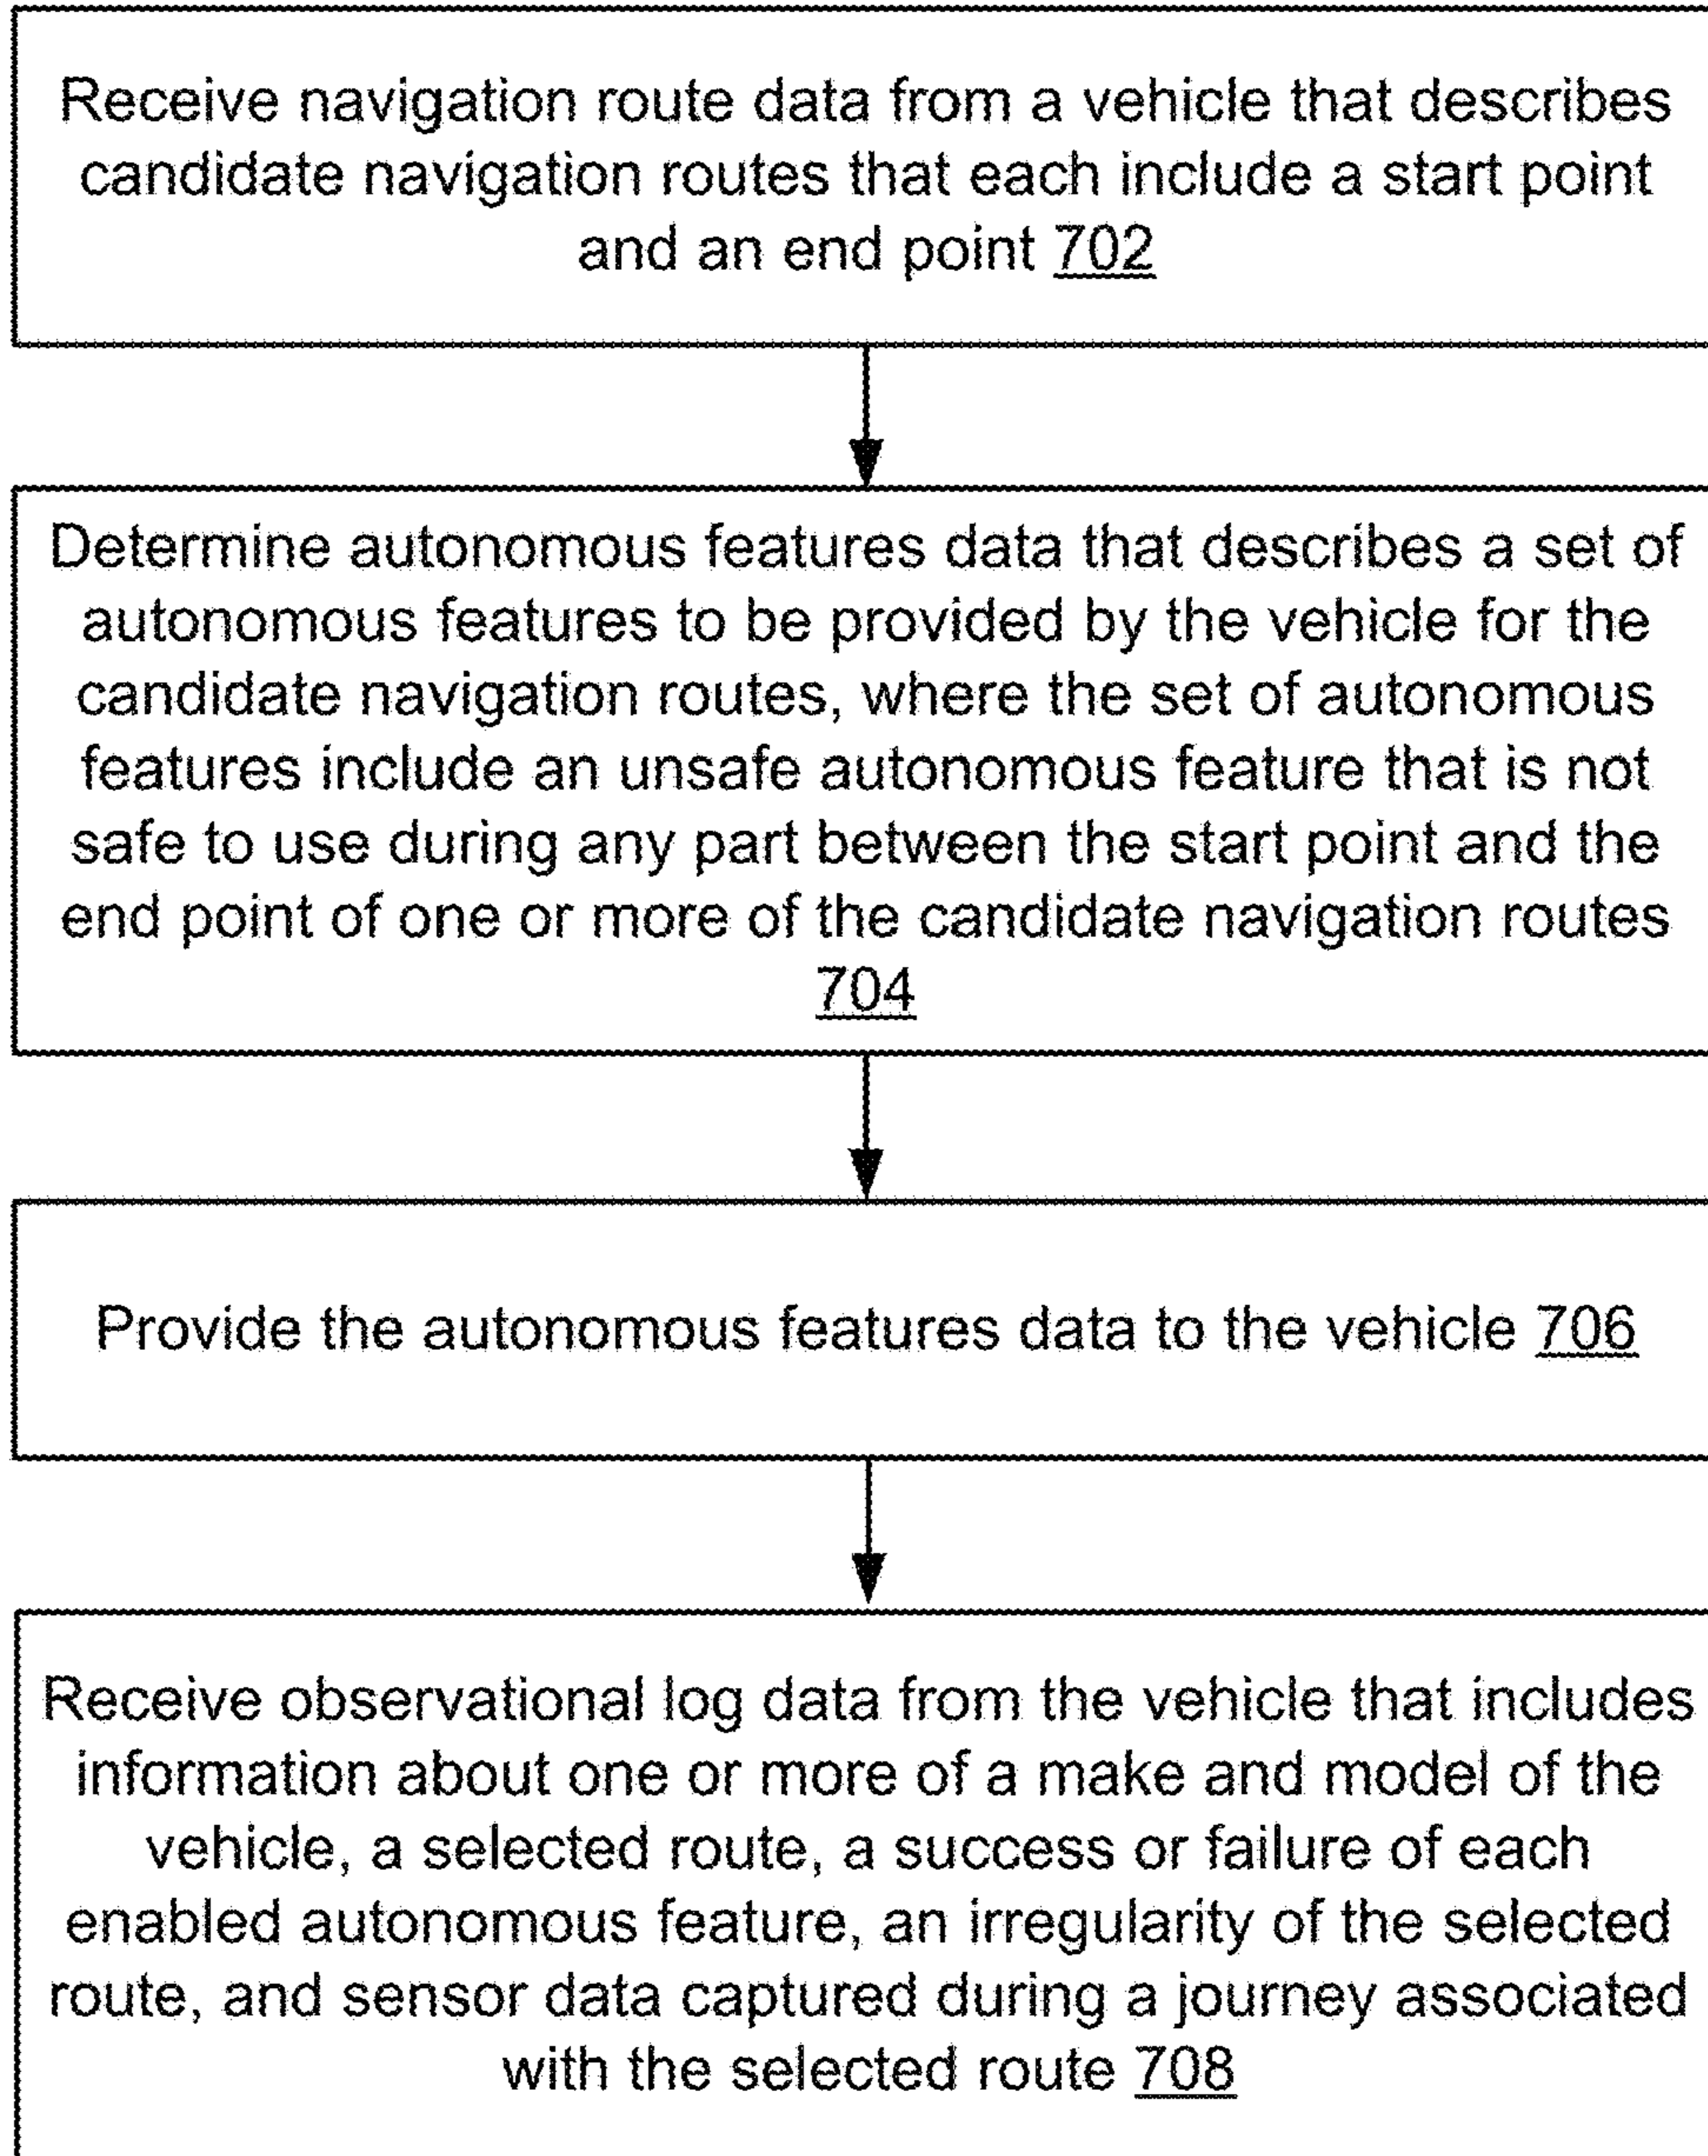 Receive navigation route data from a vehicle that describes
candidate navigation routes that each include a start point
and an end point 702
Determine autonomous features data that describes a set of
autonomous features to be provided by the vehicle for the
candidate navigation routes, where the set of autonomous
features include an unsafe autonomous feature that is not
safe to use during any part between the start point and the
end point of one or more of the candidate navigation routes
704
Provide the autonomous features data to the vehicle 706
Receive observational log data from the vehicle that includes
information about one or more of a make and model of the
vehicle, a selected route, a success or failure of each
enabled autonomous feature, an irregularity of the selected
route, and sensor data captured during a journey associated
with the selected route 708